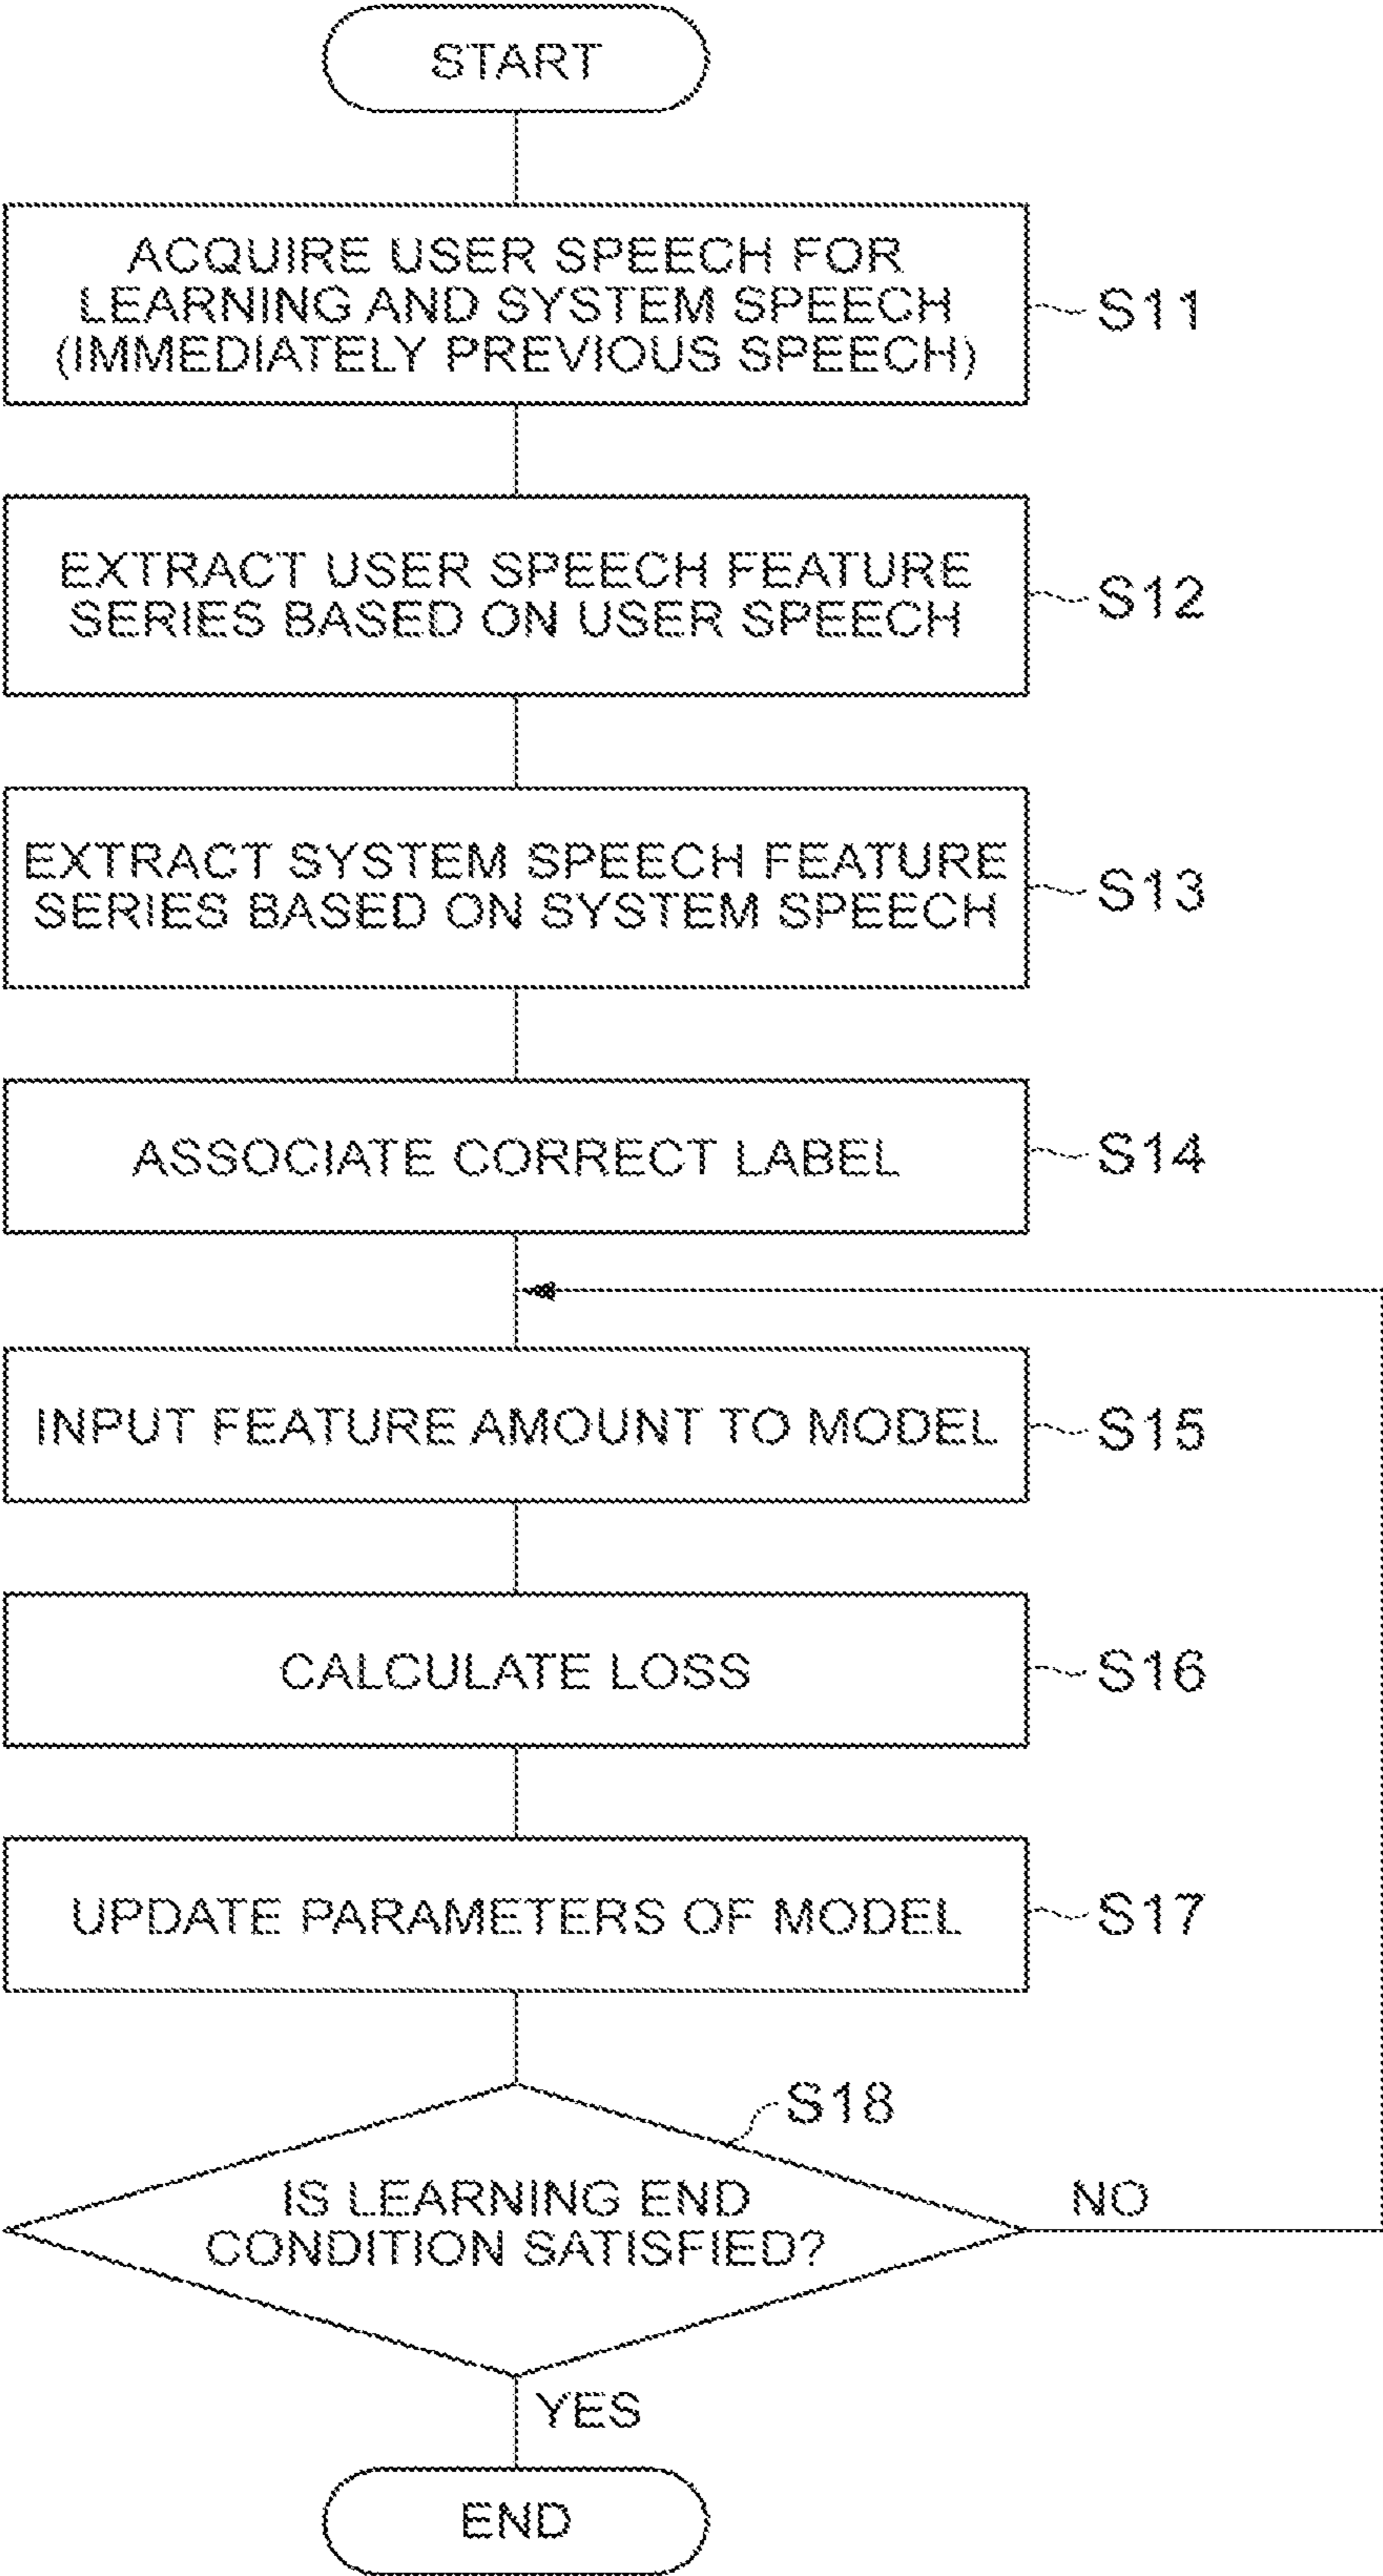 START
ACQUIRE USER SPEECH FOR
LEARNING AND SYSTEM SPEECH
(IMMEDIATELY PREVIOUS SPEECH)
S11
EXTRACT USER SPEECH FEATURE
SERIES BASED ON USER SPEECH
S12
EXTRACT SYSTEM SPEECH FEATURE
SERIES BASED ON SYSTEM SPEECH
S13
ASSOCIATE CORRECT LABEL
S14
INPUT FEATURE AMOUNT TO MODEL
S15
CALCULATE LOSS
S16
UPDATE PARAMETERS OF MODEL
S17
S18
IS LEARNING END
CONDITION SATISFIED?
NO
YES
END